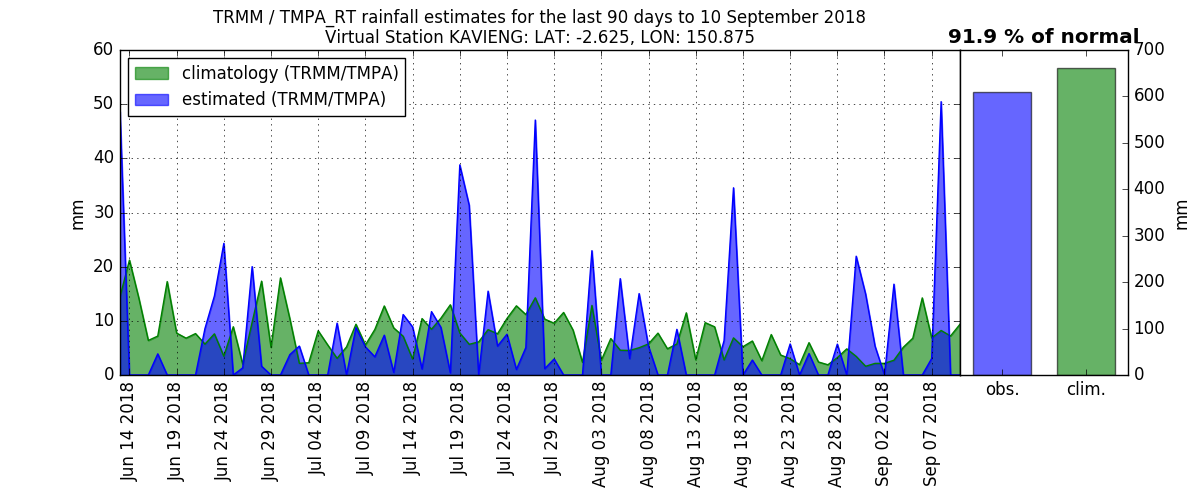 TRMM / TMPA_RT rainfall estimates for the last 90 days to 10 September 2018
Virtual Station KAVIENG: LAT: -2.625, LON: 150.875
91.9 % of normal
climatology (TRMM/TMPA)
estimated (TRMM/TMPA)
60
50
40
30
20
10
0
mm
Jun 14 2018
Jun 19 2018
Jun 24 2018
Jun 29 2018
Jul 04 2018
Jul 09 2018
Jul 14 2018
Jul 19 2018
Jul 24 2018
Jul 29 2018
Aug 03 2018
Aug 08 2018
Aug 13 2018
Aug 18 2018
Aug 23 2018
Aug 28 2018
Sep 02 2018
Sep 07 2018
obs.
clim.
700
600
500
400
300
200
100
0
mm